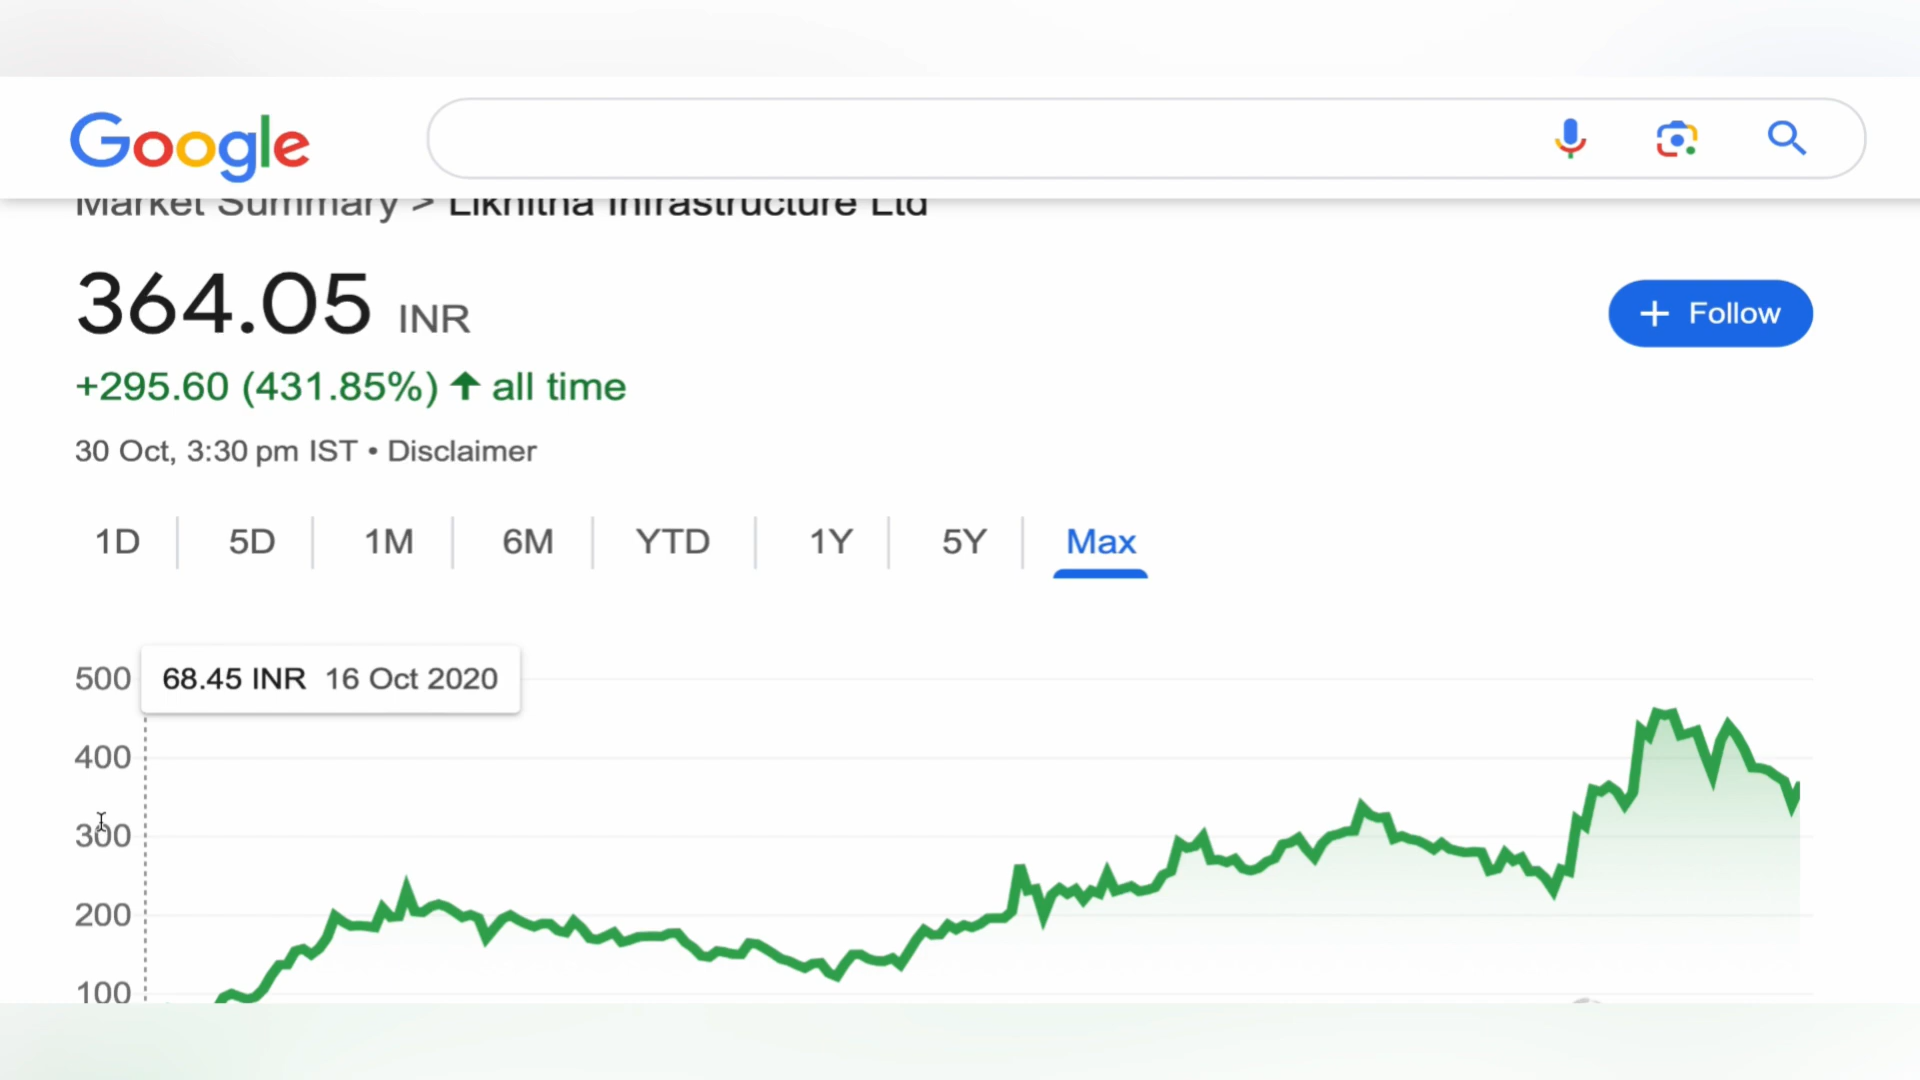 Google
Market Summary > Likhitha Infrastructure Ltd
364.05 INR
+ Follow
+295.60 (431.85%) ↑ all time
30 Oct, 3:30 pm IST • Disclaimer
1D 5D 1M 6M YTD 1Y 5Y Max
68.45 INR 16 Oct 2020
500
400
300
200
100